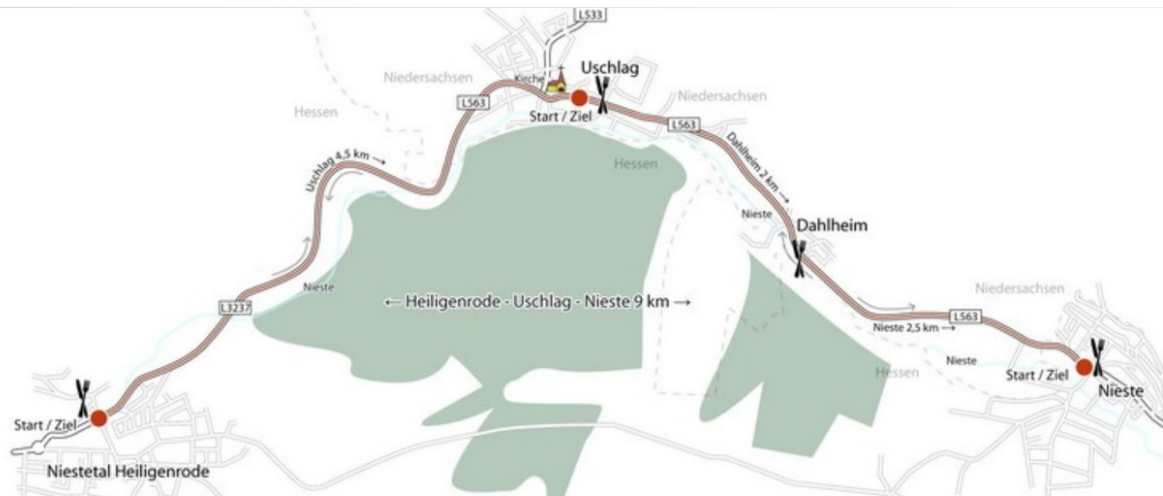 L533
Uschlag
Niedersachsen
Kirche
Niedersachsen
L563
Hessen
Start / Ziel
L563
Uschlag 4,5 km →
Dahlheim 2 km →
Hessen
Nieste
Dahlheim
Nieste
Niedersachsen
← Heiligenrode - Uschlag - Nieste 9 km →
L3237
L563
Nieste 2,5 km →
Nieste
Hessen
Start / Ziel
Nieste
Start / Ziel
Niestetal Heiligenrode